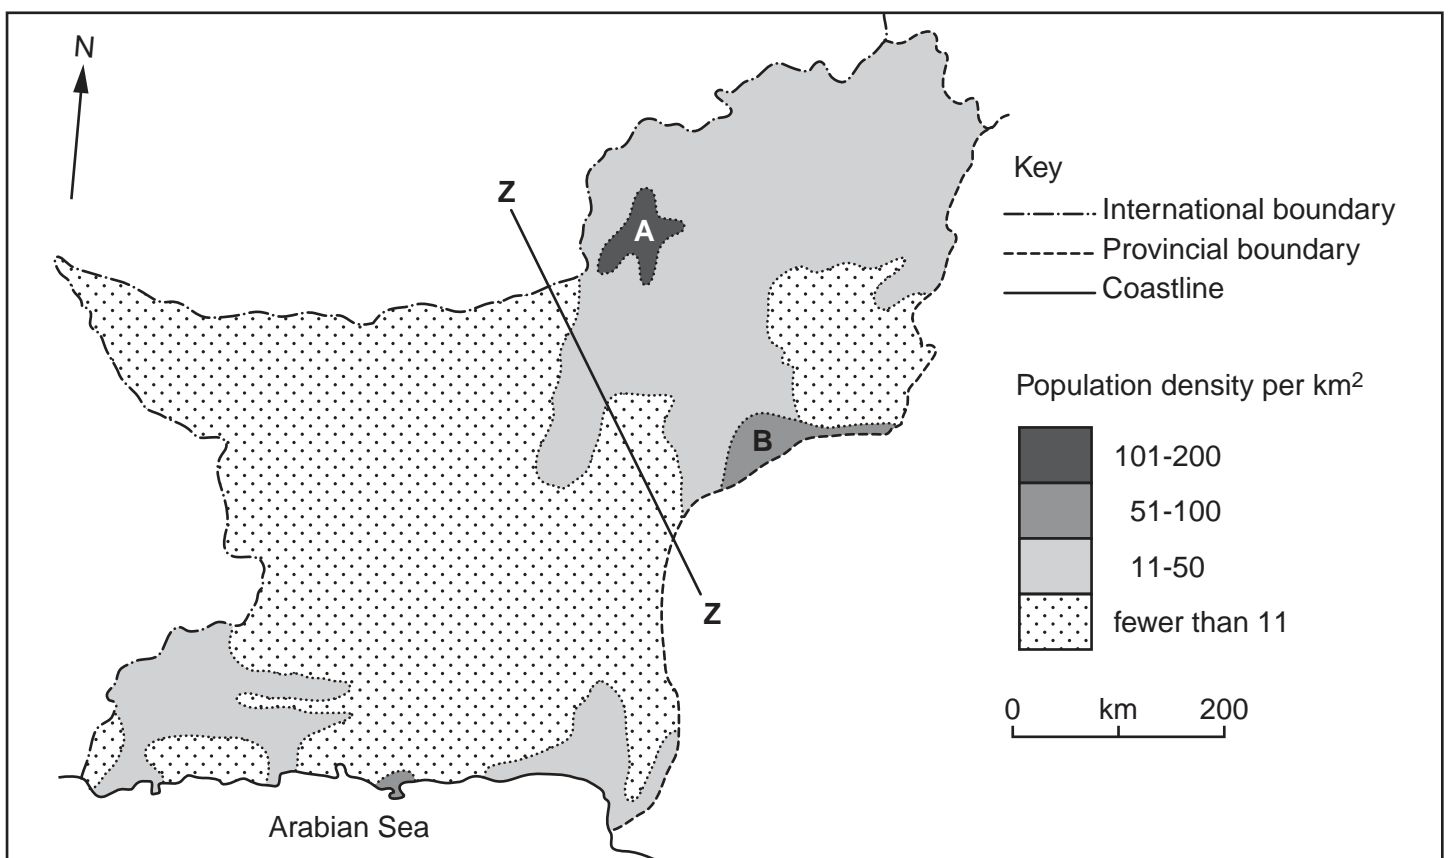 N
Z
A
B
Z
Arabian Sea
Key
International boundary
Provincial boundary
Coastline
Population density per km²
101-200
51-100
11-50
fewer than 11
0 km 200